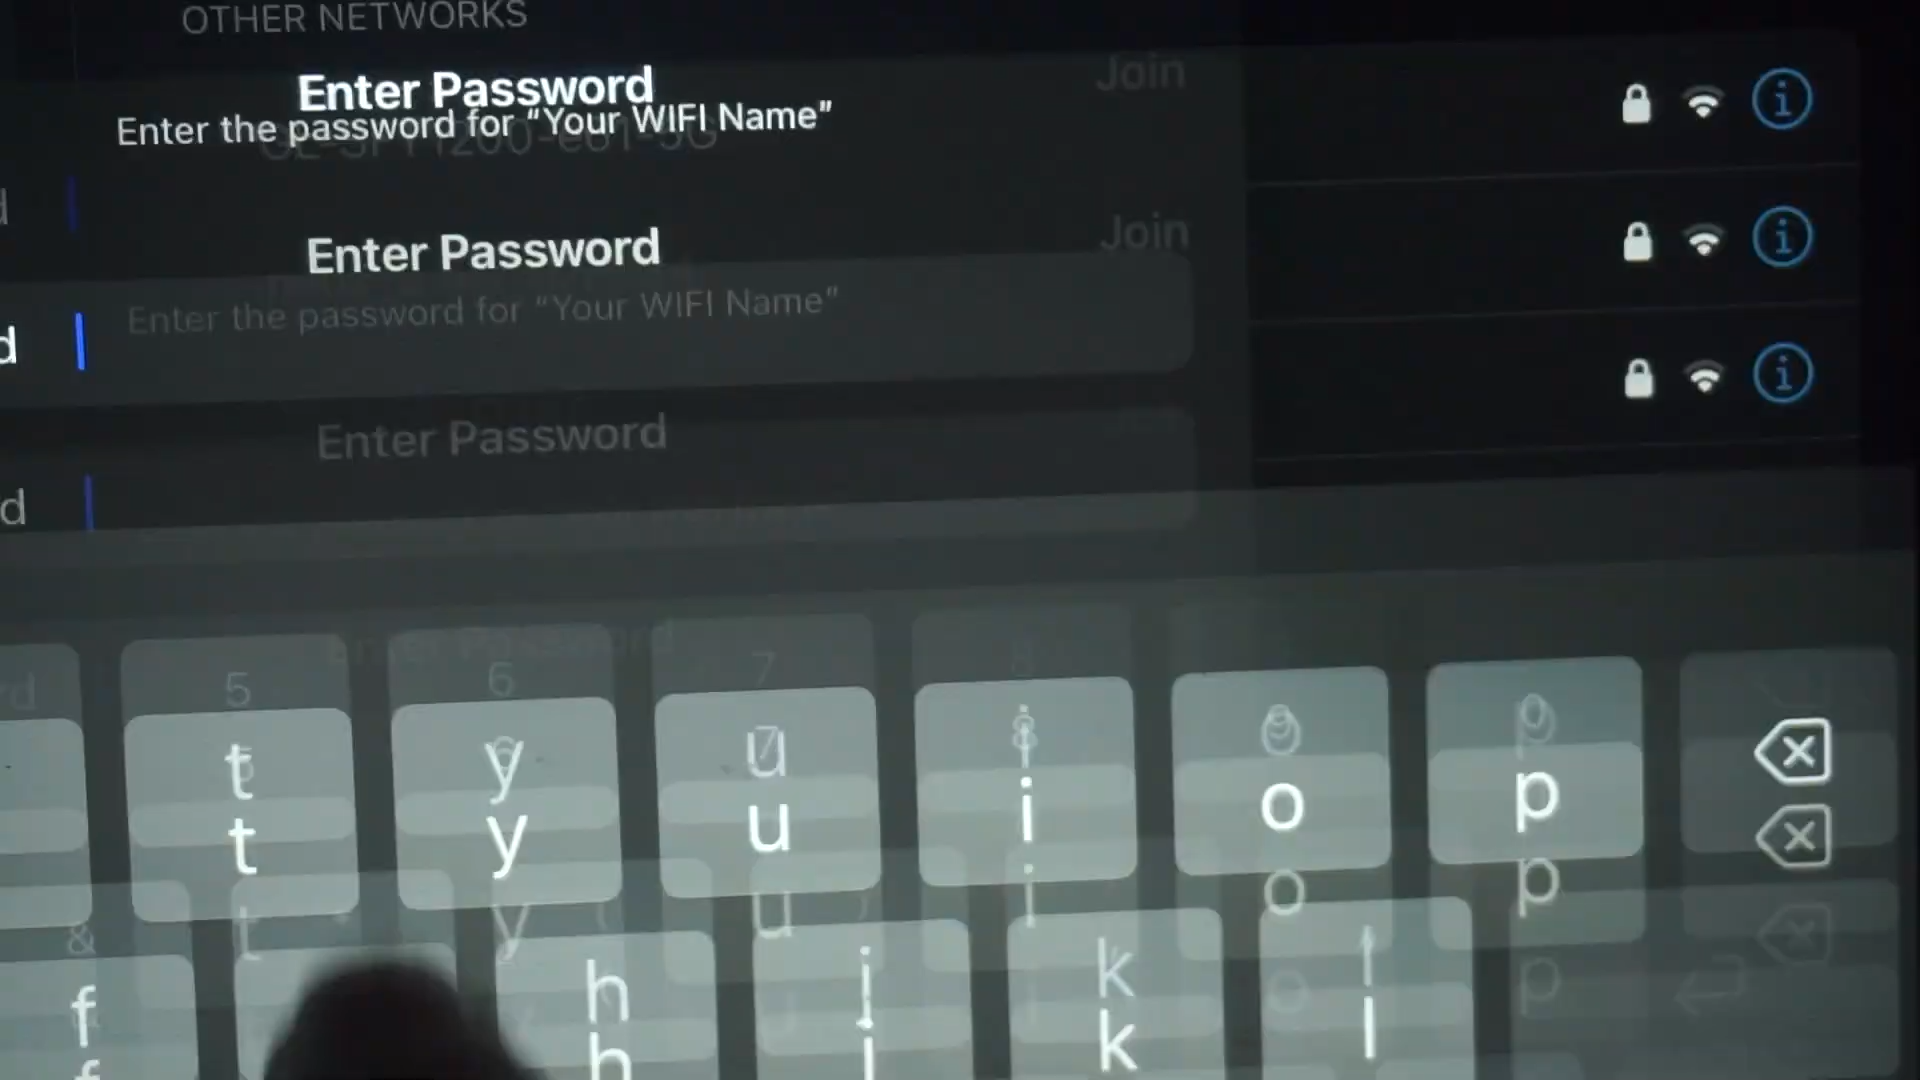 OTHER NETWORKS
Enter Password
Join
Enter the password for “Your WIFI Name”
Enter Password
Join
Enter the password for “Your WIFI Name”
d
Enter Password
d
5 6 7 8
t y u i o p
t y u i o p
&
f h j k l
f h j k l